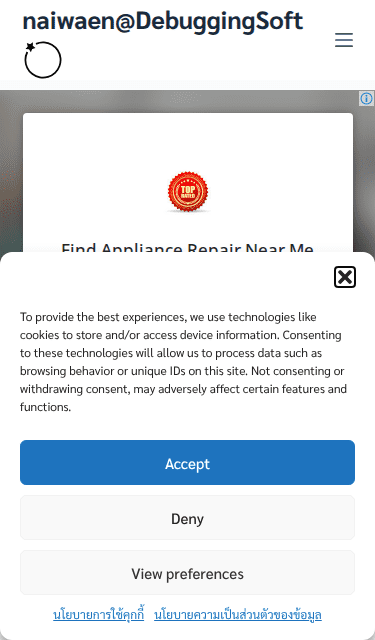 naiwaen@DebuggingSoft
TOP
RATED
Find Appliance Repair Near Me
To provide the best experiences, we use technologies like
cookies to store and/or access device information. Consenting
to these technologies will allow us to process data such as
browsing behavior or unique IDs on this site. Not consenting or
withdrawing consent, may adversely affect certain features and
functions.
Accept
Deny
View preferences
นโยบายการใช้คุกกี้ นโยบายความเป็นส่วนตัวของข้อมูล